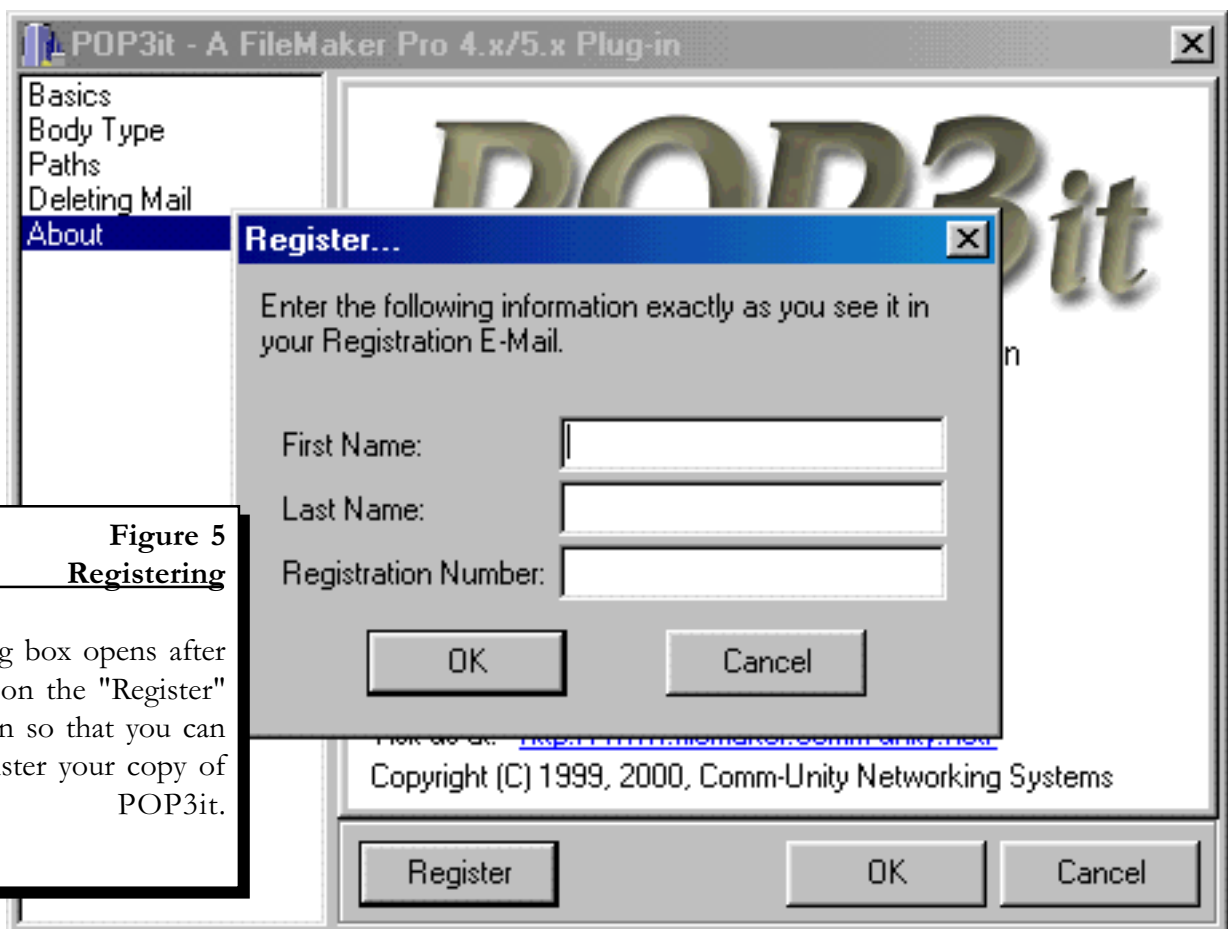 POP3it - A FileMaker Pro 4.x/5.x Plug-in
Basics
Body Type
Paths
Deleting Mail
About
POP3it
Register...
Enter the following information exactly as you see it in
your Registration E-Mail.
First Name:
Last Name:
Registration Number:
OK
Cancel
Copyright (C) 1999, 2000, Comm-Unity Networking Systems
Register
OK
Cancel
Figure 5
Registering
box opens after
on the "Register"
so that you can
your copy of
POP3it.